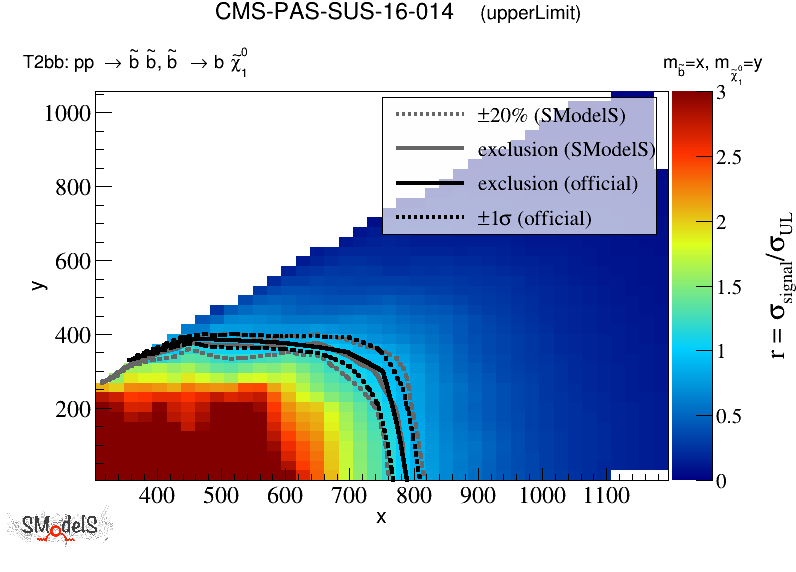 CMS-PAS-SUS-16-014 (upperLimit)
T2bb: pp → b̃ b̃, b̃ → b χ̃₁⁰
m_b̃=x, m_χ̃₁⁰=y
±20% (SModelS)
exclusion (SModelS)
exclusion (official)
±1σ (official)
1000
800
600
400
200
y
400 500 600 700 800 900 1000 1100
x
3
2.5
2
1.5
1
0.5
0
r = σ_signal/σ_UL
SModelS